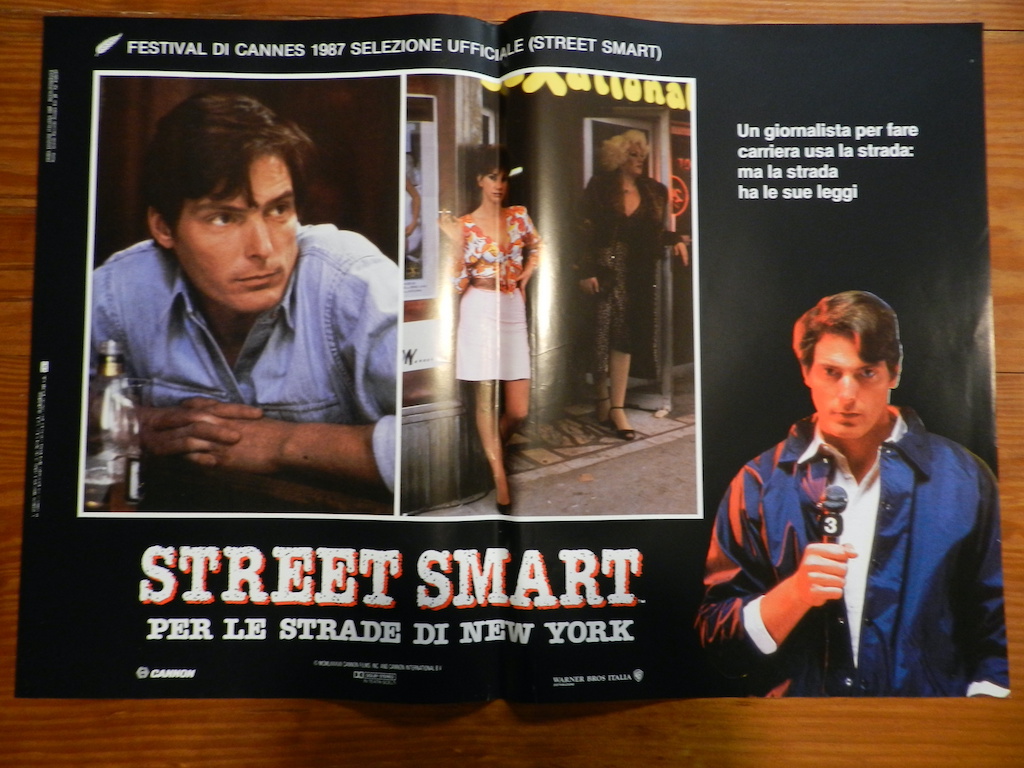 FESTIVAL DI CANNES 1987 SELEZIONE UFFICIALE (STREET SMART)
Un giornalista per fare
carriera usa la strada:
ma la strada
ha le sue leggi
3
STREET SMART
PER LE STRADE DI NEW YORK
CANNON
WARNER BROS ITALIA